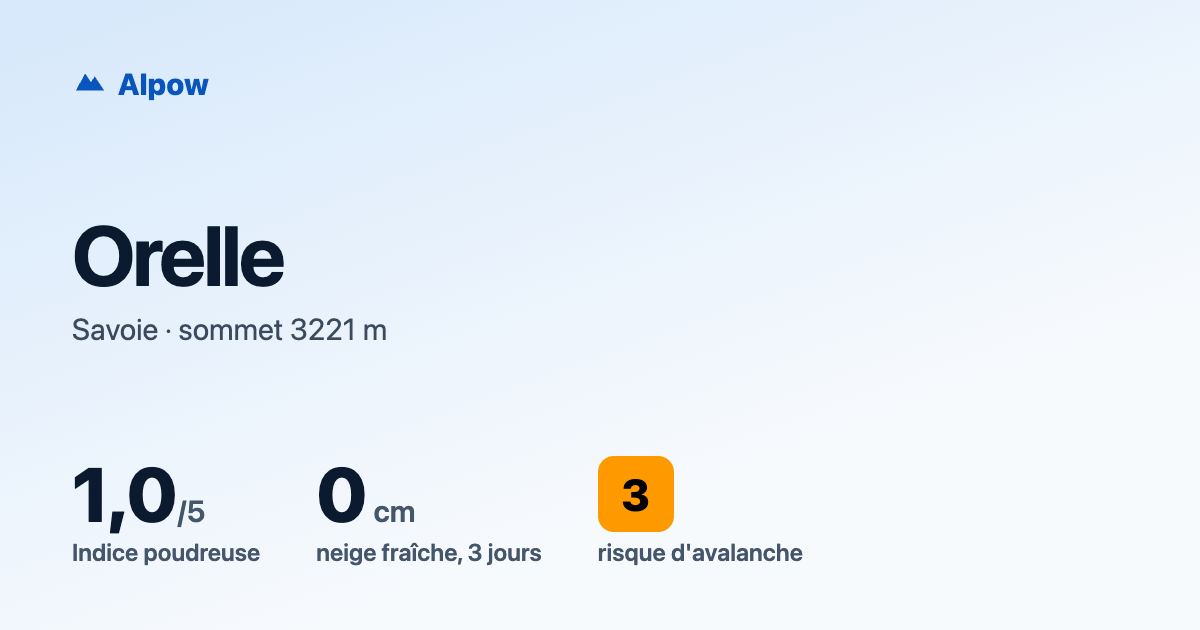 Alpow
Orelle
Savoie · sommet 3221 m
1,0/5
Indice poudreuse
0 cm
neige fraîche, 3 jours
3
risque d'avalanche